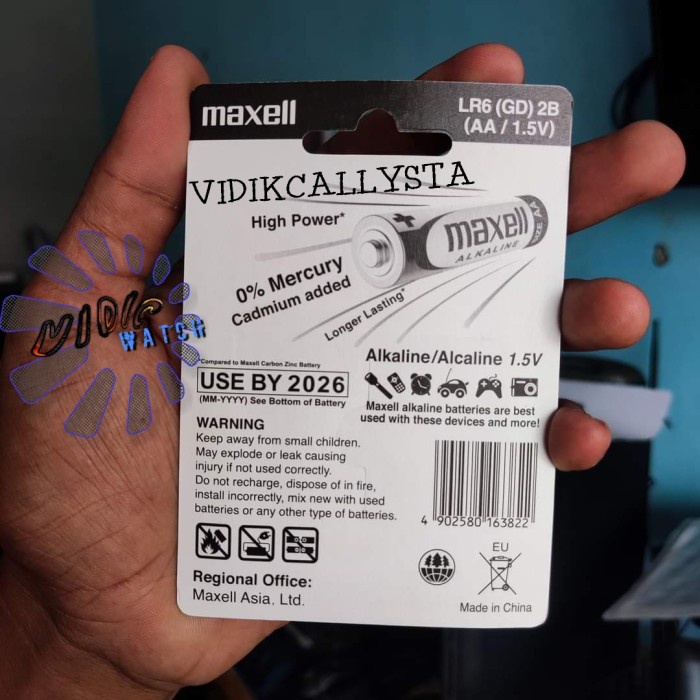 maxell
LR6 (GD) 2B
(AA / 1.5V)
VIDIKCALLYSTA
High Power*
maxell
ALKALINE
SIZE AA
0% Mercury
Cadmium added
Longer Lasting*
VIDIC
WATCH
*Compared to Maxell Carbon Zinc Battery
Alkaline/Alcaline 1.5V
USE BY 2026
(MM-YYYY) See Bottom of Battery
Maxell alkaline batteries are best
used with these devices and more!
WARNING
Keep away from small children.
May explode or leak causing
injury if not used correctly.
Do not recharge, dispose of in fire,
install incorrectly, mix new with used
batteries or any other type of batteries.
4 902580 163822
EU
Regional Office:
Maxell Asia, Ltd.
Made in China